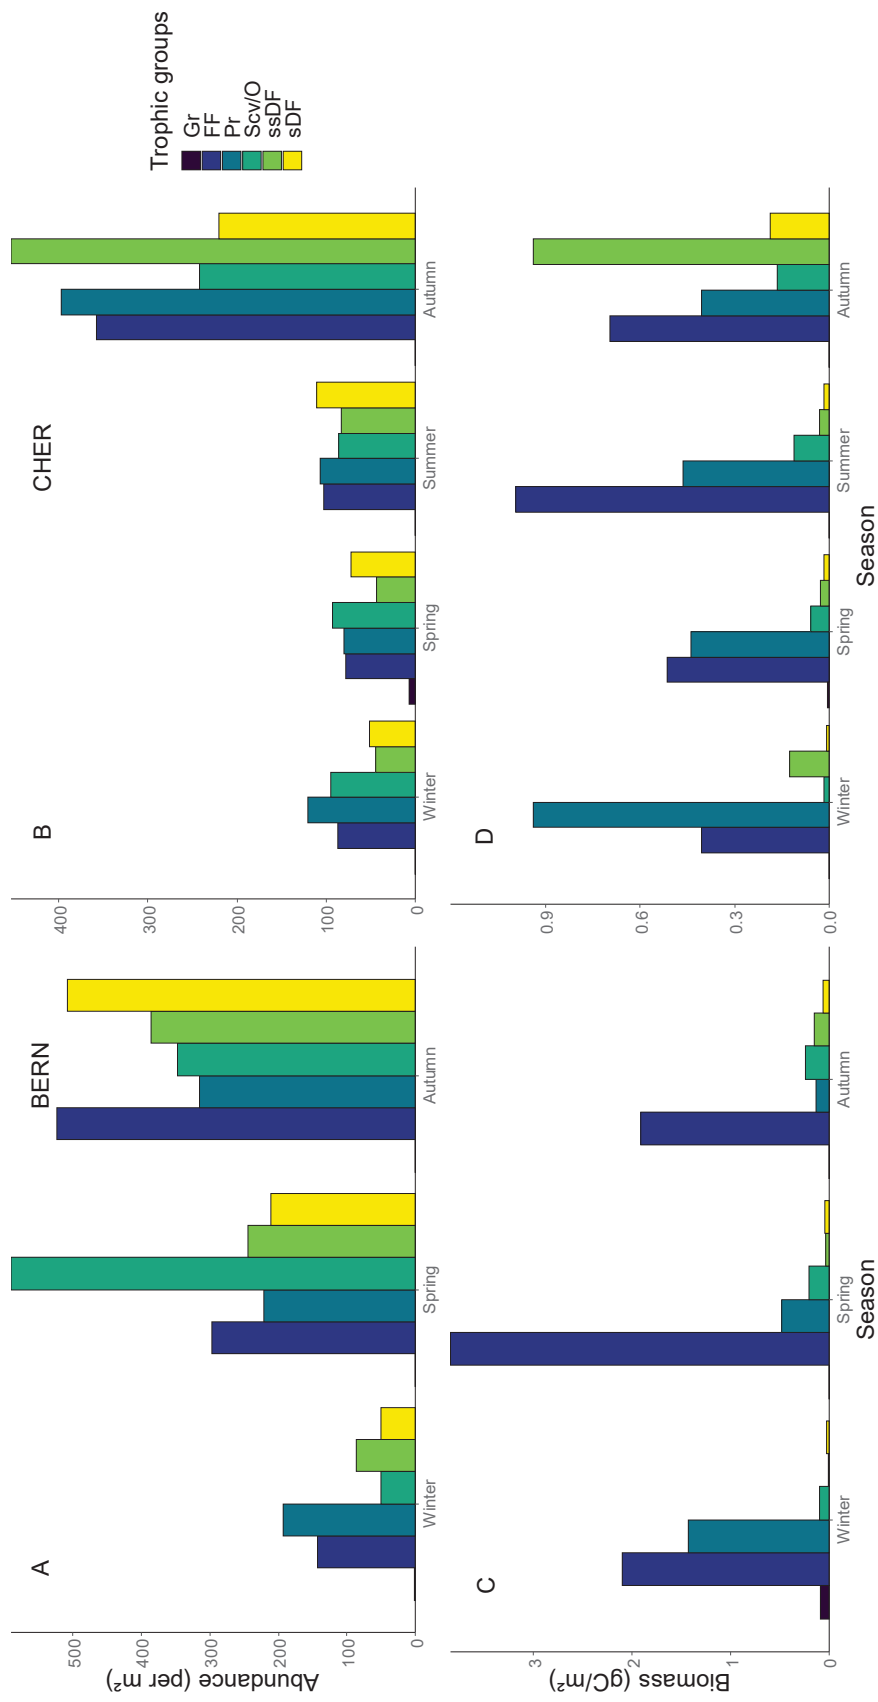 A
BERN
Abundance (per m²)
500
400
300
200
100
0
Winter
Spring
Autumn
B
CHER
400
300
200
100
0
Winter
Spring
Summer
Autumn
Trophic groups
Gr
FF
Pr
Scv/O
ssDF
sDF
C
Biomass (gC/m²)
3
2
1
0
Winter
Spring
Autumn
Season
D
0.9
0.6
0.3
0.0
Winter
Spring
Summer
Autumn
Season